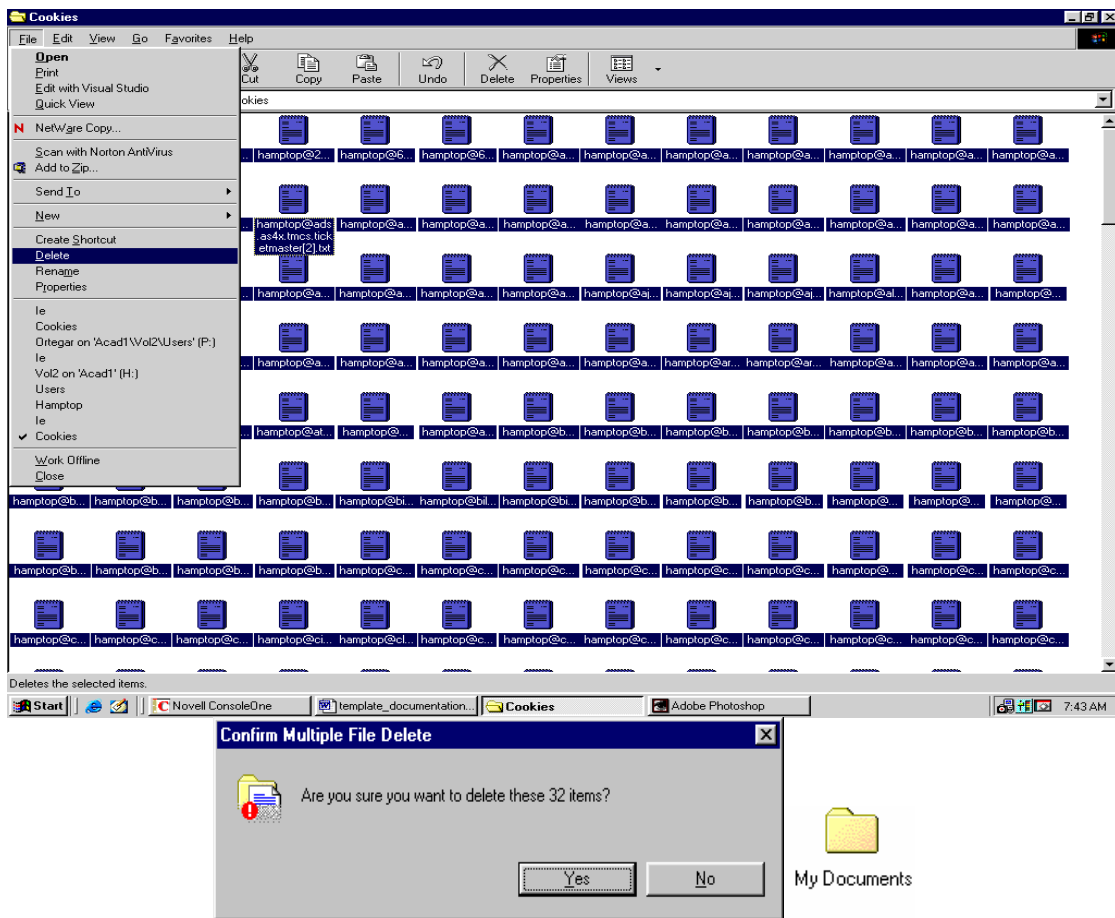 Cookies
File Edit View Go Favorites Help
Cut Copy Paste Undo Delete Properties Views
ookies
Open
Print
Edit with Visual Studio
Quick View
N NetWare Copy...
Scan with Norton AntiVirus
Add to Zip...
Send To
New
Create Shortcut
Delete
Rename
Properties
Ie
Cookies
Ortegar on 'Acad1\Vol2\Users' (P:)
Ie
Vol2 on 'Acad1' (H:)
Users
Hamptop
Ie
Cookies
Work Offline
Close
... hamptop@2... hamptop@6... hamptop@6... hamptop@a... hamptop@a... hamptop@a... hamptop@a... hamptop@a... hamptop@a... hamptop@a...
... hamptop@ads hamptop@a... hamptop@a... hamptop@a... hamptop@a... hamptop@a... hamptop@a... hamptop@a... hamptop@a... hamptop@a...
.as4x.tmcs.tick
etmaster[2].txt
... hamptop@a... hamptop@a... hamptop@a... hamptop@a... hamptop@aj... hamptop@aj... hamptop@aj... hamptop@al... hamptop@a... hamptop@...
... hamptop@a... hamptop@a... hamptop@a... hamptop@a... hamptop@a... hamptop@ar... hamptop@ar... hamptop@a... hamptop@a... hamptop@a...
... hamptop@at... hamptop@... hamptop@a... hamptop@b... hamptop@b... hamptop@b... hamptop@b... hamptop@b... hamptop@b... hamptop@b...
hamptop@b... hamptop@b... hamptop@b... hamptop@b... hamptop@bi... hamptop@bil... hamptop@bi... hamptop@b... hamptop@b... hamptop@b... hamptop@... hamptop@... hamptop@...
hamptop@b... hamptop@b... hamptop@b... hamptop@b... hamptop@c... hamptop@c... hamptop@c... hamptop@c... hamptop@c... hamptop@c... hamptop@... hamptop@c... hamptop@c...
hamptop@c... hamptop@c... hamptop@c... hamptop@ci... hamptop@cl... hamptop@c... hamptop@c... hamptop@c... hamptop@c... hamptop@c... hamptop@c... hamptop@c... hamptop@c...
Deletes the selected items.
Start Novell ConsoleOne template_documentation... Cookies Adobe Photoshop 7:43 AM
Confirm Multiple File Delete
Are you sure you want to delete these 32 items?
Yes No
My Documents